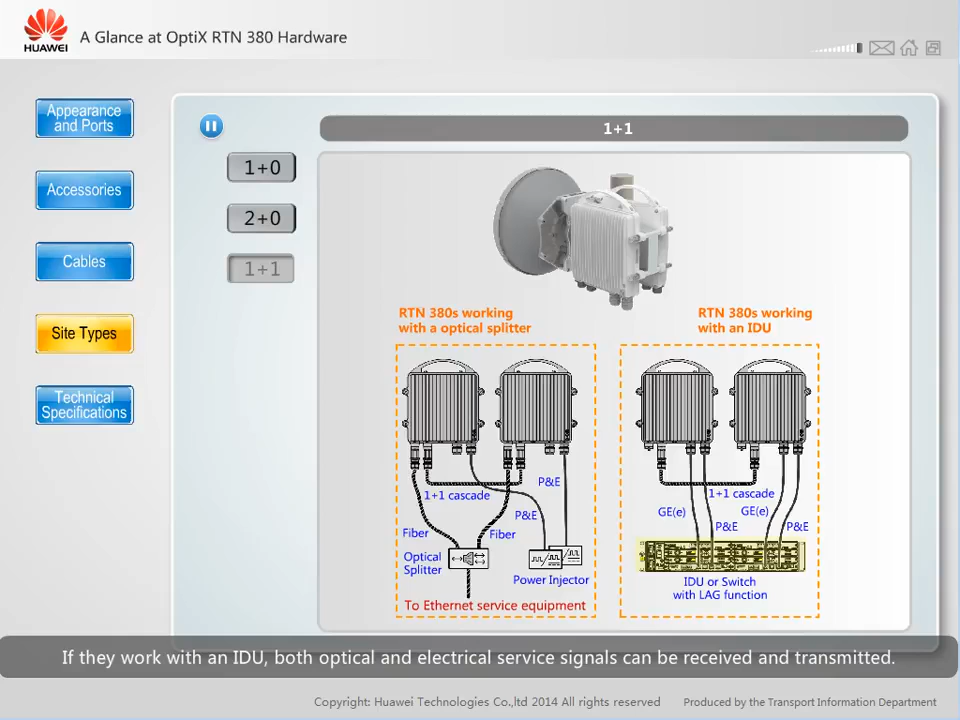 HUAWEI
A Glance at OptiX RTN 380 Hardware
Appearance
and Ports
Accessories
Cables
Site Types
Technical
Specifications
1+1
1+0
2+0
1+1
RTN 380s working
with a optical splitter
RTN 380s working
with an IDU
P&E
1+1 cascade
P&E
Fiber
Fiber
Optical
Splitter
Power Injector
To Ethernet service equipment
1+1 cascade
GE(e)
GE(e)
P&E
P&E
IDU or Switch
with LAG function
If they work with an IDU, both optical and electrical service signals can be received and transmitted.
Copyright: Huawei Technologies Co.,ltd 2014 All rights reserved
Produced by the Transport Information Department